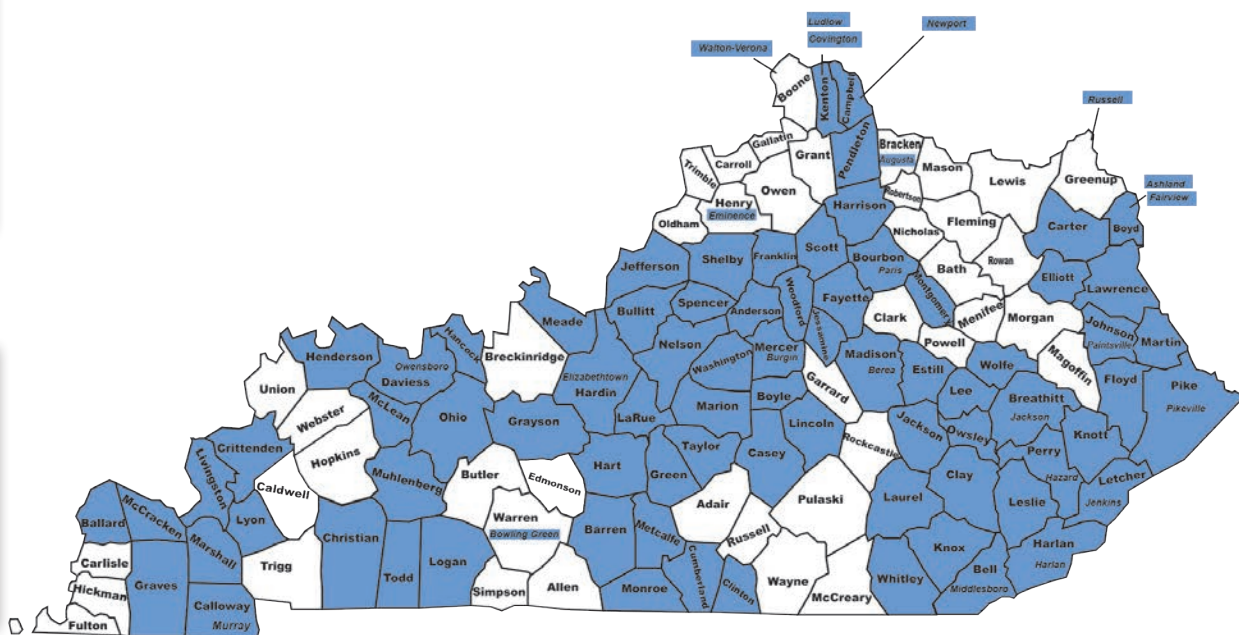 Ludlow
Covington
Newport
Walton-Verona
Boone
Kenton
Campbell
Russell
Gallatin
Grant
Pendleton
Bracken
Augusta
Mason
Lewis
Greenup
Ashland
Fairview
Trimble
Carroll
Owen
Robertson
Henry
Eminence
Harrison
Fleming
Carter
Boyd
Oldham
Nicholas
Rowan
Jefferson
Shelby
Franklin
Scott
Bourbon
Paris
Bath
Elliott
Lawrence
Bullitt
Spencer
Anderson
Woodford
Fayette
Montgomery
Clark
Menifee
Morgan
Meade
Jessamine
Powell
Johnson
Paintsville
Martin
Hancock
Breckinridge
Nelson
Washington
Mercer
Burgin
Madison
Berea
Estill
Wolfe
Magoffin
Henderson
Owensboro
Daviess
Elizabethtown
Hardin
Garrard
Lee
Floyd
Pike
Pikeville
Union
McLean
Ohio
Grayson
LaRue
Marion
Boyle
Lincoln
Breathitt
Jackson
Webster
Rockcastle
Jackson
Owsley
Knott
Crittenden
Hopkins
Taylor
Casey
Perry
Hazard
Livingston
Muhlenberg
Butler
Edmonson
Hart
Green
Clay
Letcher
Jenkins
Caldwell
Adair
Pulaski
Laurel
Leslie
Ballard
McCracken
Lyon
Warren
Bowling Green
Barren
Metcalfe
Russell
Christian
Marshall
Knox
Harlan
Harlan
Carlisle
Graves
Trigg
Todd
Logan
Simpson
Allen
Monroe
Cumberland
Clinton
Wayne
McCreary
Whitley
Bell
Middlesboro
Hickman
Calloway
Murray
Fulton